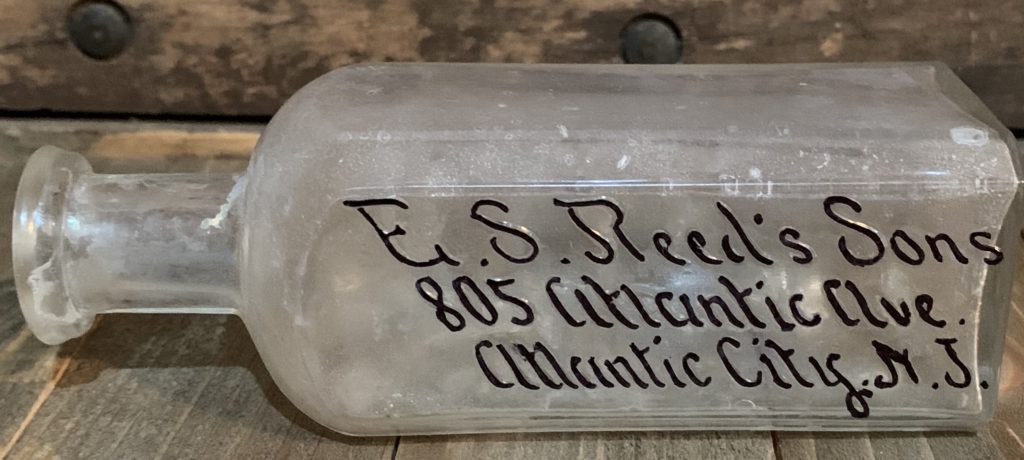 E. S. Reed's Sons
805 Atlantic Ave.
Atlantic City. N. J.